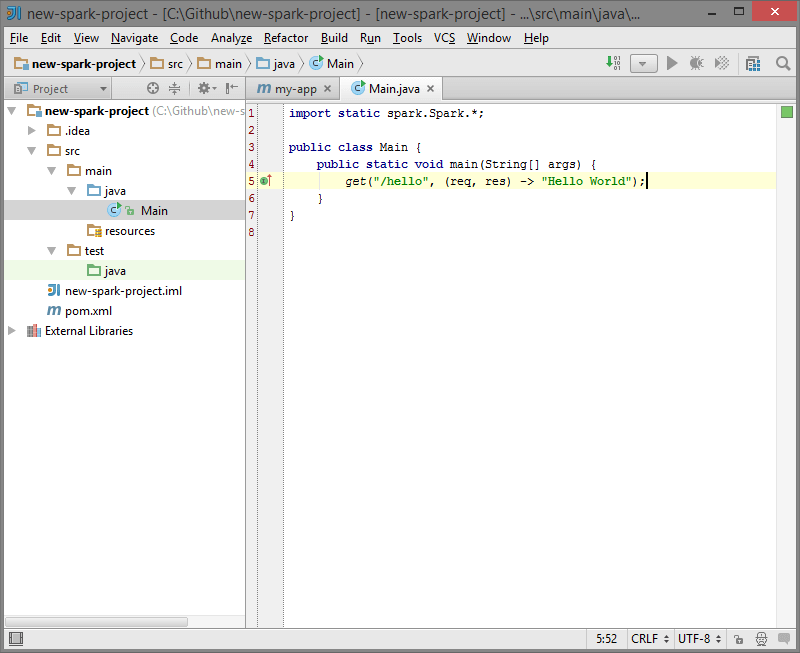 new-spark-project - [C:\Github\new-spark-project] - [new-spark-project] - ...\src\main\java\...
File Edit View Navigate Code Analyze Refactor Build Run Tools VCS Window Help
new-spark-project src main java Main
Project
my-app Main.java
new-spark-project (C:\Github\new-s
.idea
src
main
java
Main
resources
test
java
new-spark-project.iml
pom.xml
External Libraries
1 import static spark.Spark.*;
2
3 public class Main {
4 public static void main(String[] args) {
5 get("/hello", (req, res) -> "Hello World");
6 }
7 }
8
5:52 CRLF UTF-8